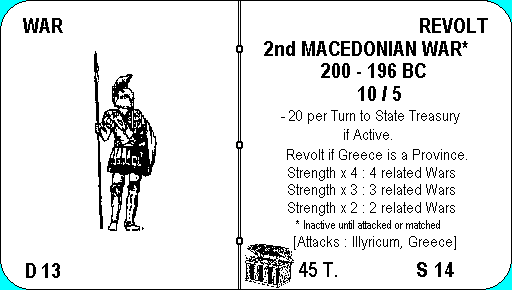 WAR
REVOLT
2nd MACEDONIAN WAR*
200 - 196 BC
10 / 5
- 20 per Turn to State Treasury
if Active.
Revolt if Greece is a Province.
Strength x 4 : 4 related Wars
Strength x 3 : 3 related Wars
Strength x 2 : 2 related Wars
* Inactive until attacked or matched
[Attacks : Illyricum, Greece]
D 13
45 T.
S 14